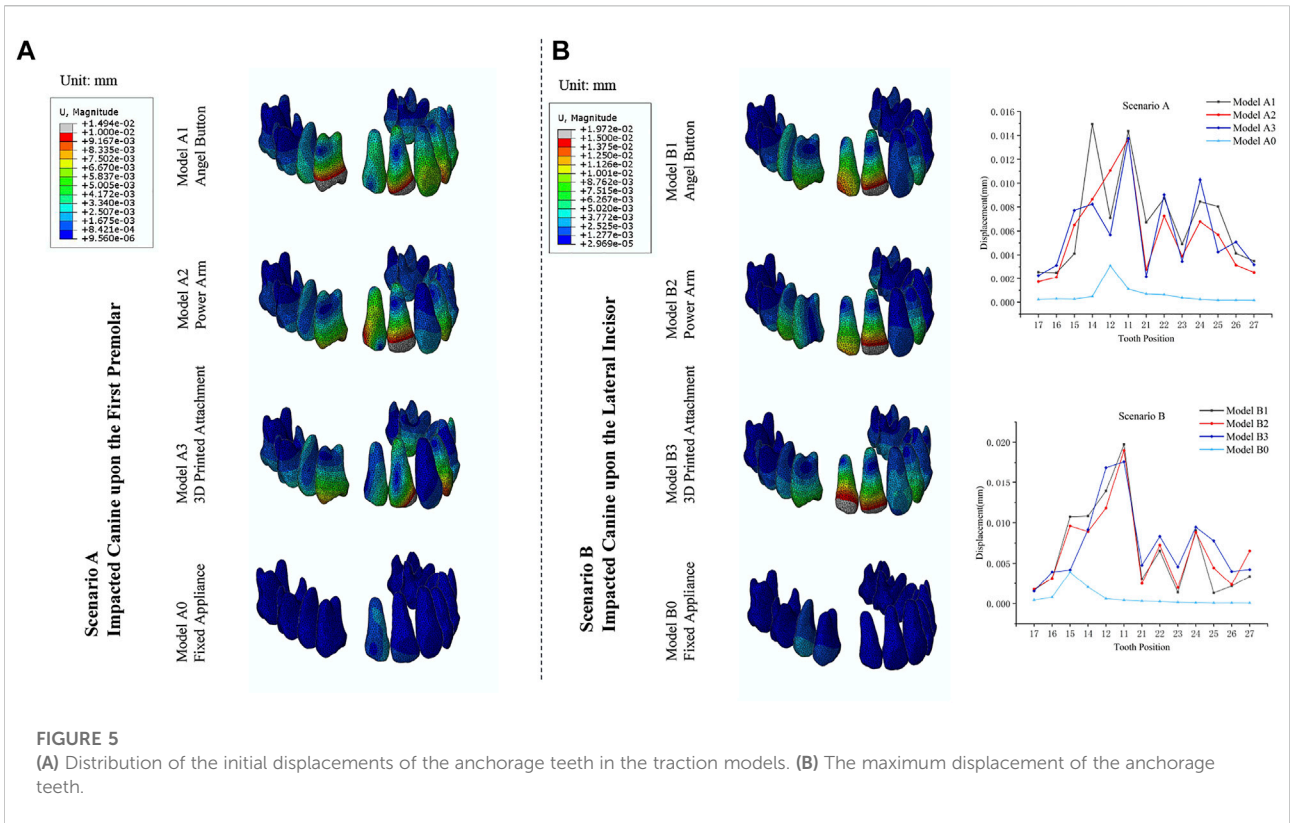 A
Unit: mm
U, Magnitude
+1.494e-02
+1.000e-02
+9.167e-03
+8.335e-03
+7.502e-03
+6.670e-03
+5.837e-03
+5.005e-03
+4.172e-03
+3.340e-03
+2.507e-03
+1.675e-03
+8.421e-04
+9.560e-06
Scenario A
Impacted Canine upon the First Premolar
Model A1
Angel Button
Model A2
Power Arm
Model A3
3D Printed Attachment
Model A0
Fixed Appliance
B
Unit: mm
U, Magnitude
+1.972e-02
+1.500e-02
+1.375e-02
+1.250e-02
+1.126e-02
+1.001e-02
+8.762e-03
+7.515e-03
+6.267e-03
+5.020e-03
+3.772e-03
+2.525e-03
+1.277e-03
+2.969e-05
Scenario B
Impacted Canine upon the Lateral Incisor
Model B1
Angel Button
Model B2
Power Arm
Model B3
3D Printed Attachment
Model B0
Fixed Appliance
Scenario A
Model A1
Model A2
Model A3
Model A0
Displacement(mm)
0.016
0.014
0.012
0.010
0.008
0.006
0.004
0.002
0.000
17 16 15 14 12 11 21 22 23 24 25 26 27
Tooth Position
Scenario B
Model B1
Model B2
Model B3
Model B0
Displacement(mm)
0.020
0.015
0.010
0.005
0.000
17 16 15 14 12 11 21 22 23 24 25 26 27
Tooth Position
FIGURE 5
(A) Distribution of the initial displacements of the anchorage teeth in the traction models. (B) The maximum displacement of the anchorage
teeth.